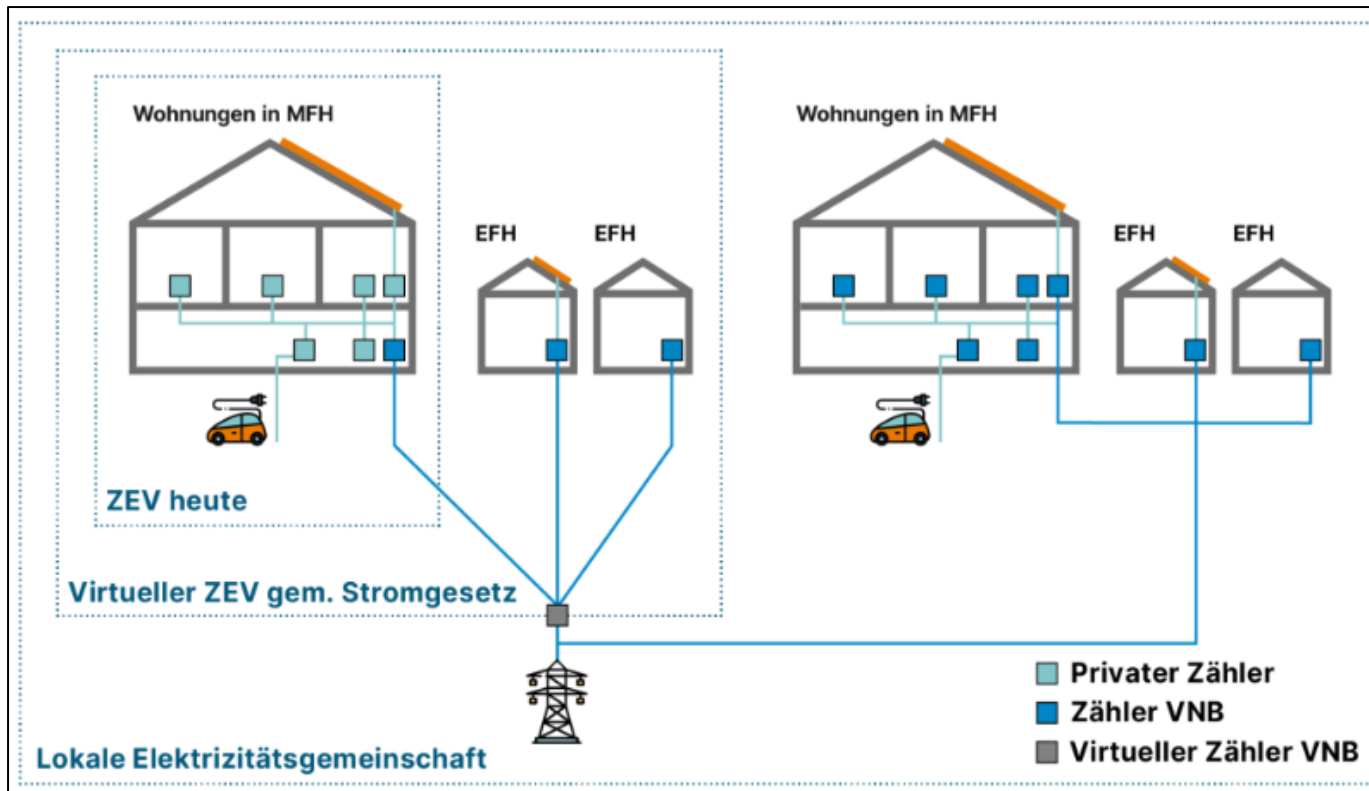 Wohnungen in MFH
Wohnungen in MFH
EFH
EFH
EFH
EFH
ZEV heute
Virtueller ZEV gem. Stromgesetz
Privater Zähler
Zähler VNB
Virtueller Zähler VNB
Lokale Elektrizitätsgemeinschaft